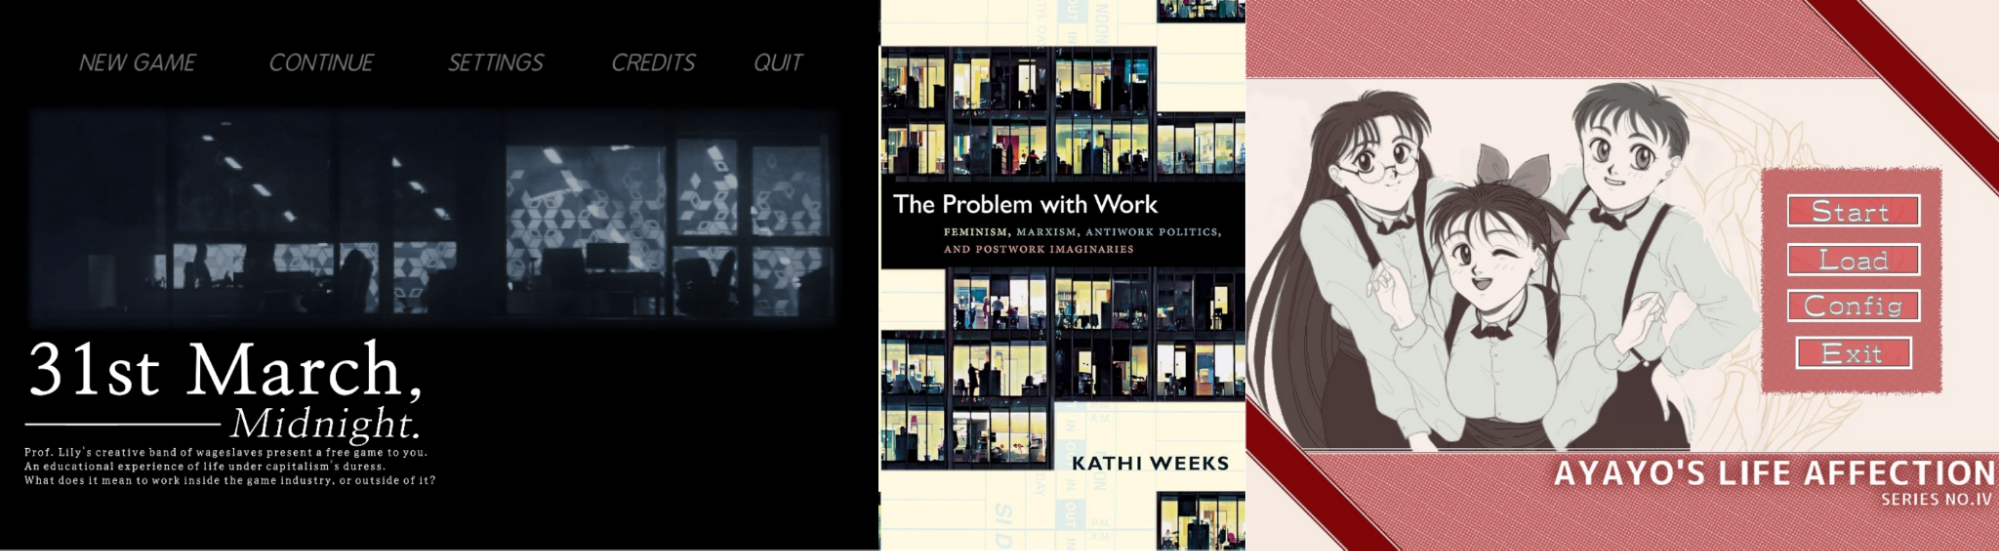 NEW GAME CONTINUE SETTINGS CREDITS QUIT
31st March,
Midnight.
Prof. Lily's creative band of wageslaves present a free game to you.
An educational experience of life under capitalism's duress.
What does it mean to work inside the game industry, or outside of it?
The Problem with Work
FEMINISM, MARXISM, ANTIWORK POLITICS,
AND POSTWORK IMAGINARIES
KATHI WEEKS
OUT
IN
NOON
Start
Load
Config
Exit
AYAYO'S LIFE AFFECTION
SERIES NO.IV